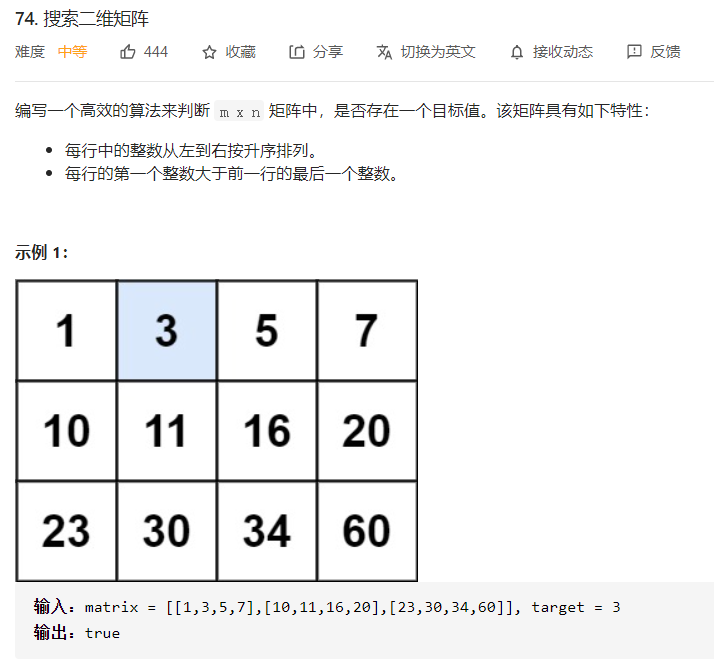 74. 搜索二维矩阵
难度 中等 444 收藏 分享 切换为英文 接收动态 反馈
编写一个高效的算法来判断 m x n 矩阵中，是否存在一个目标值。该矩阵具有如下特性：
每行中的整数从左到右按升序排列。
每行的第一个整数大于前一行的最后一个整数。
示例 1：
1 3 5 7
10 11 16 20
23 30 34 60
输入：matrix = [[1,3,5,7],[10,11,16,20],[23,30,34,60]], target = 3
输出：true